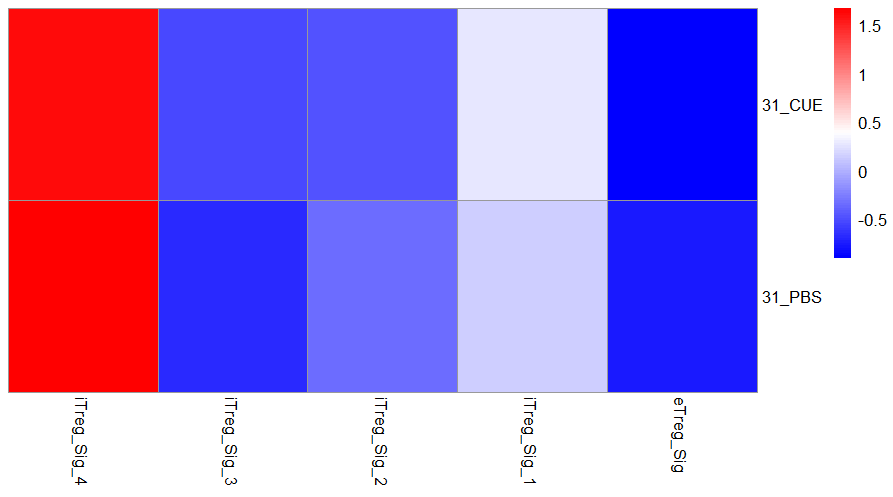 1.5
1
0.5
0
-0.5
31_CUE
31_PBS
iTreg_Sig_4
iTreg_Sig_3
iTreg_Sig_2
iTreg_Sig_1
eTreg_Sig